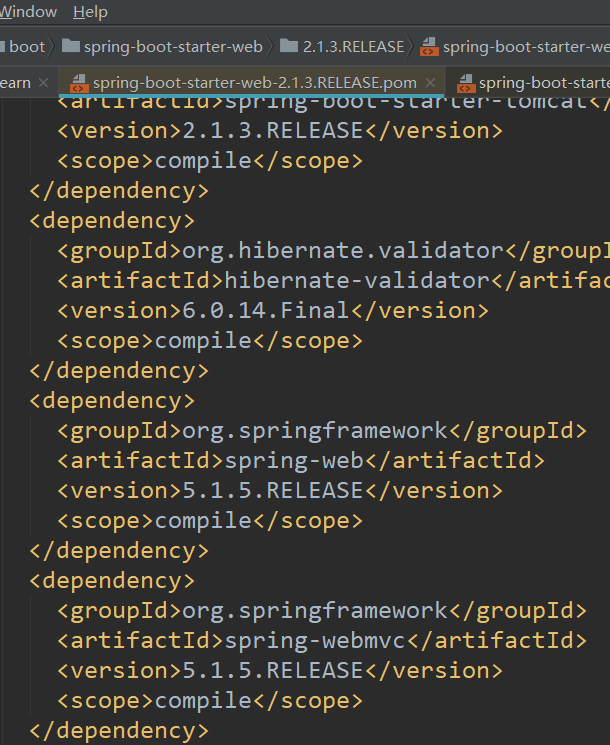 Window Help
boot spring-boot-starter-web 2.1.3.RELEASE spring-boot-starter-we
earn × spring-boot-starter-web-2.1.3.RELEASE.pom × spring-boot-starte
<artifactId>spring-boot-starter-tomcat</
<version>2.1.3.RELEASE</version>
<scope>compile</scope>
</dependency>
<dependency>
<groupId>org.hibernate.validator</groupI
<artifactId>hibernate-validator</artifac
<version>6.0.14.Final</version>
<scope>compile</scope>
</dependency>
<dependency>
<groupId>org.springframework</groupId>
<artifactId>spring-web</artifactId>
<version>5.1.5.RELEASE</version>
<scope>compile</scope>
</dependency>
<dependency>
<groupId>org.springframework</groupId>
<artifactId>spring-webmvc</artifactId>
<version>5.1.5.RELEASE</version>
<scope>compile</scope>
</dependency>